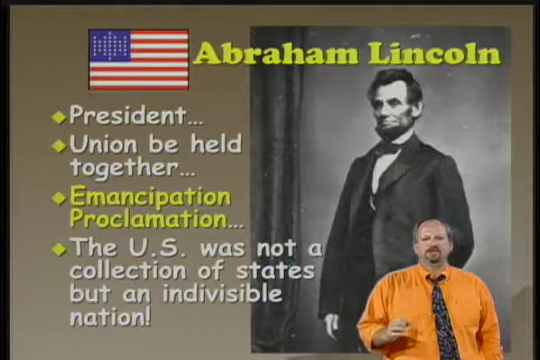 Abraham Lincoln
President...
Union be held
together...
Emancipation
Proclamation...
The U.S. was not a
collection of states
but an indivisible
nation!